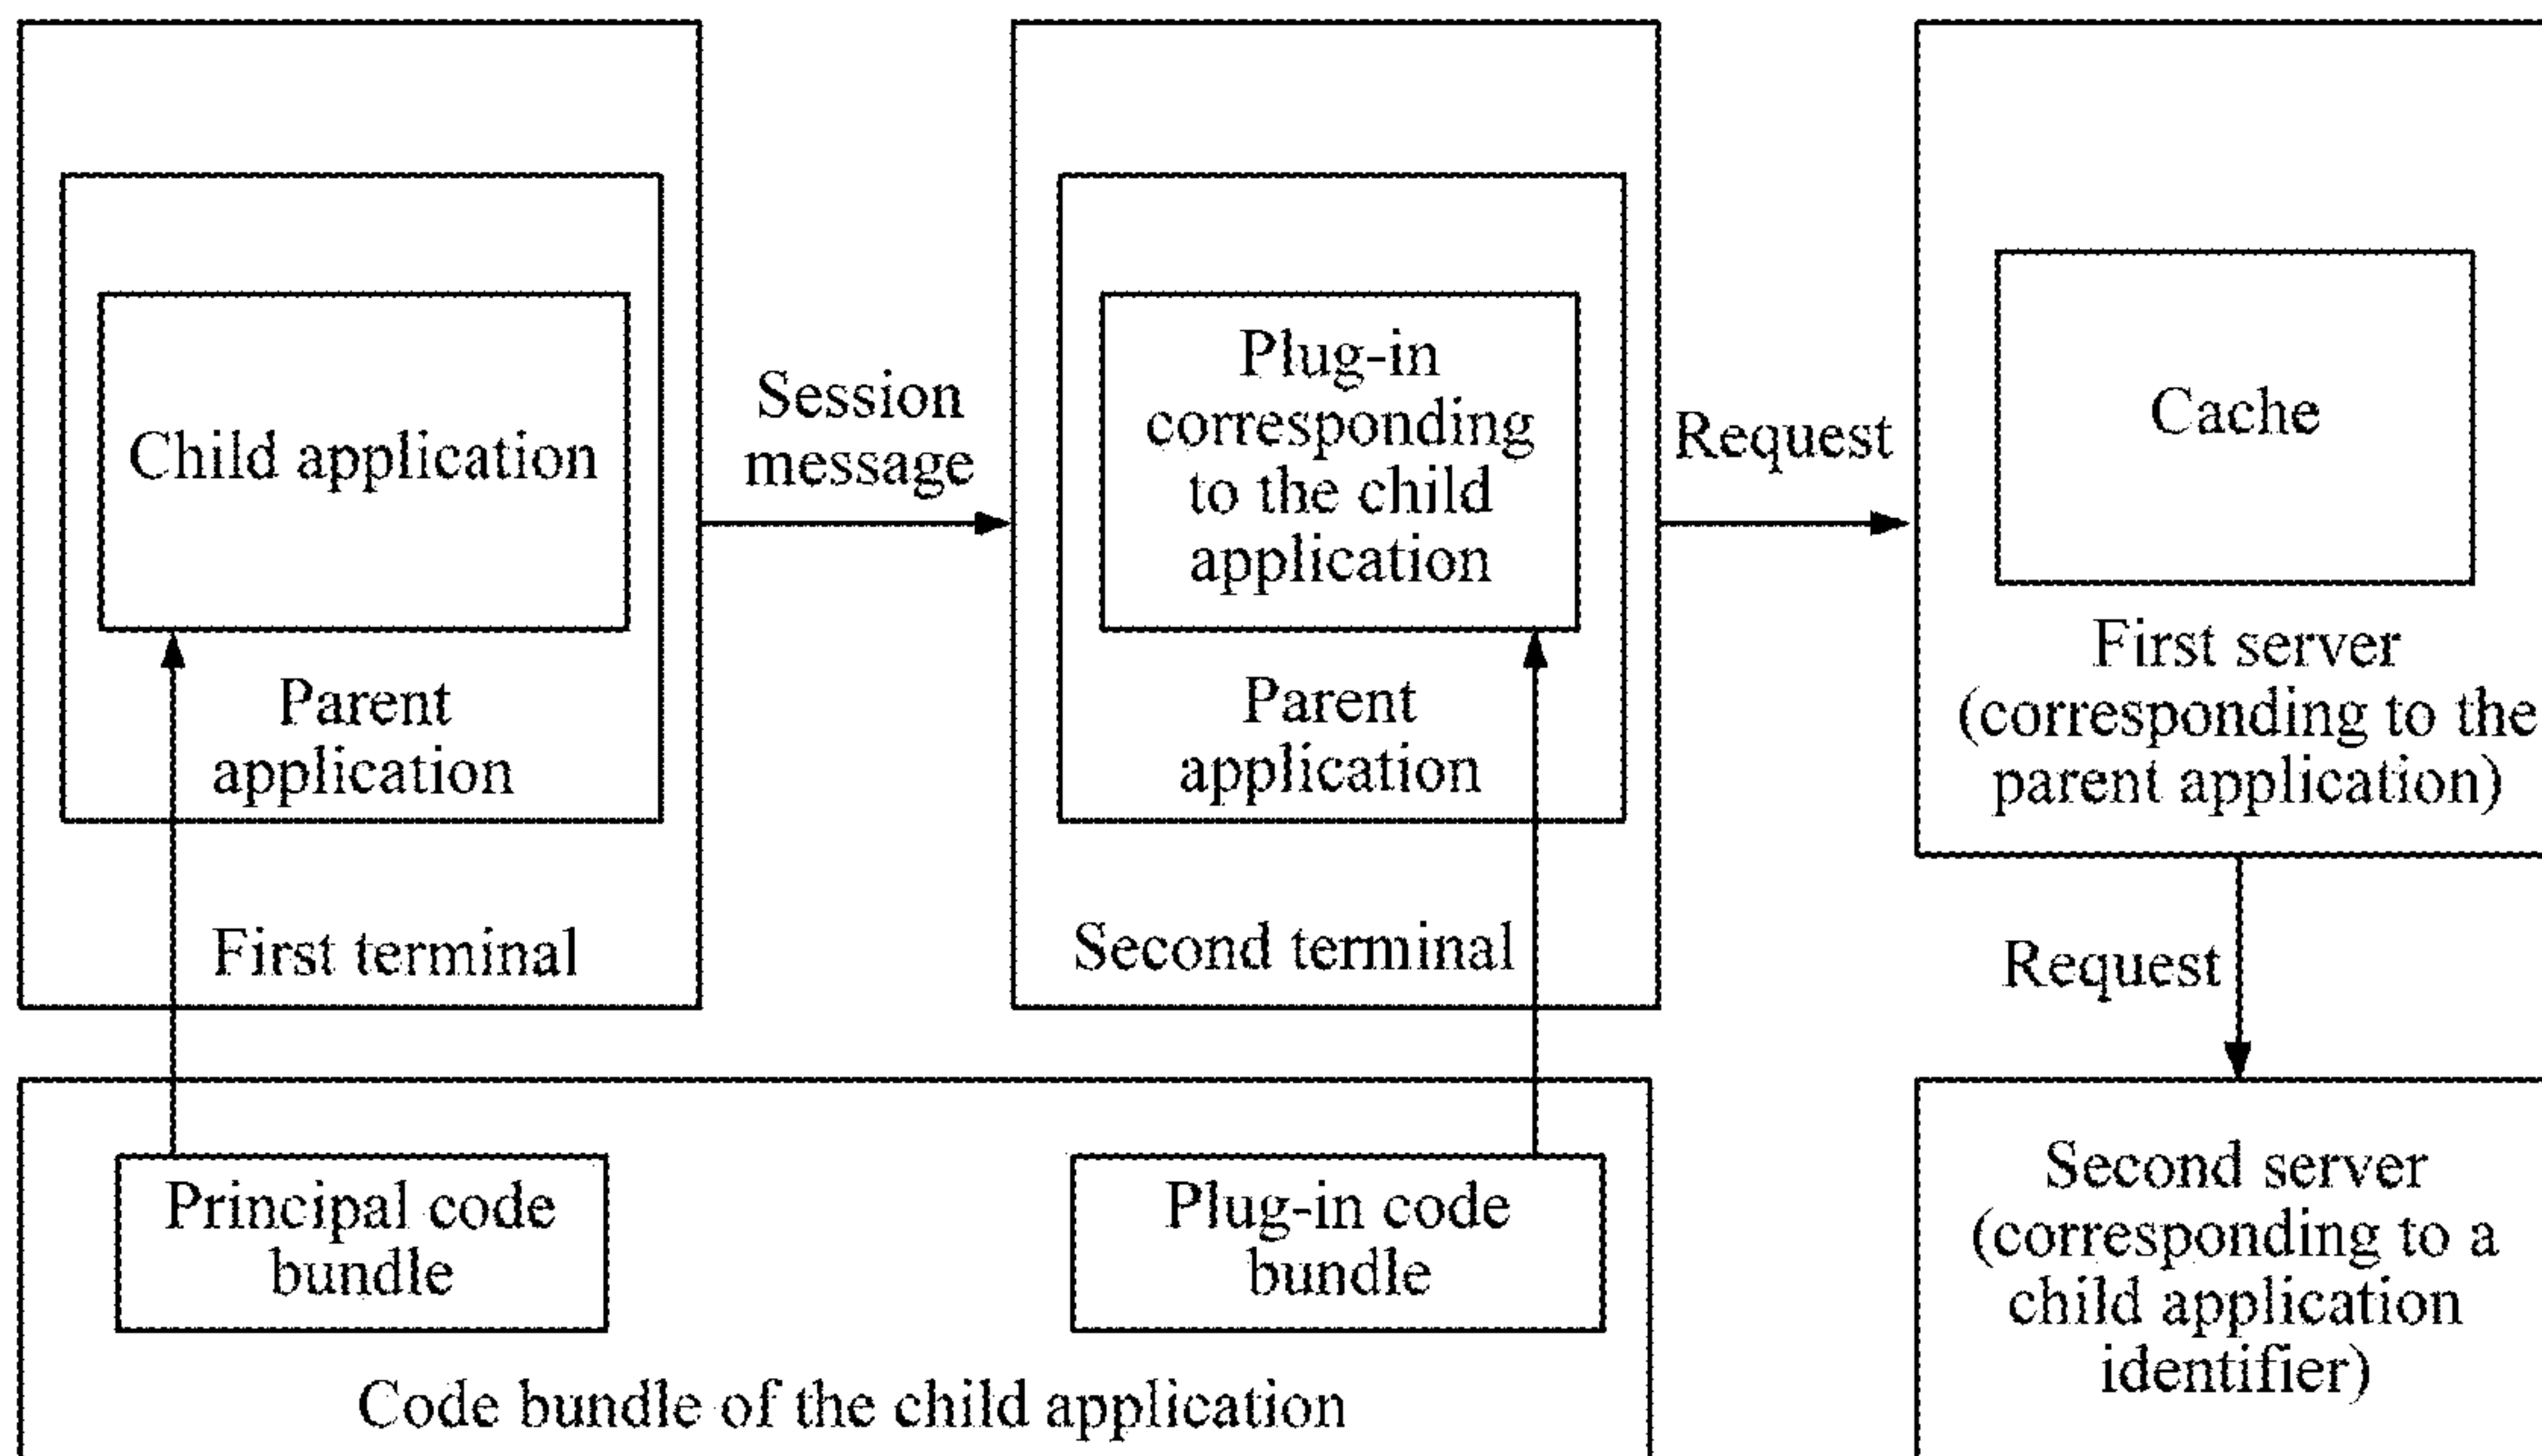 Child application
Parent
application
First terminal
Session
message
Plug-in
corresponding
to the child
application
Parent
application
Second terminal
Request
Cache
First server
(corresponding to the
parent application)
Request
Principal code
bundle
Plug-in code
bundle
Code bundle of the child application
Second server
(corresponding to a
child application
identifier)